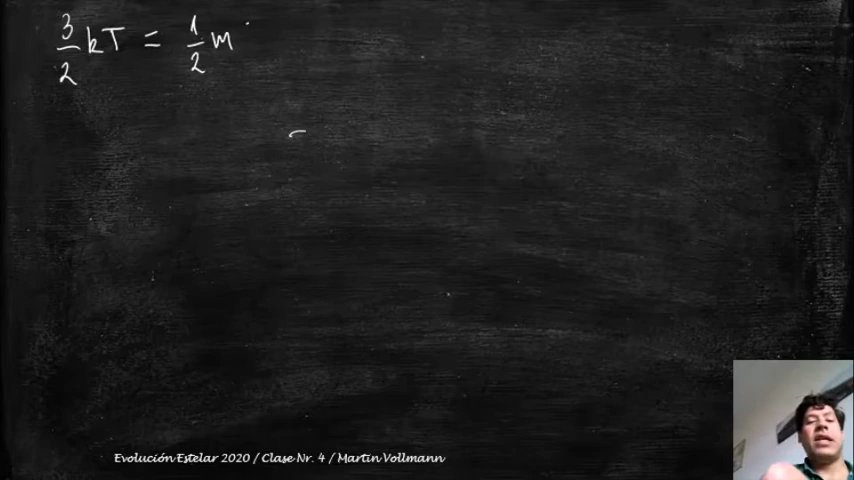 3/2 kT = 1/2 m
Evolución Estelar 2020 / Clase Nr. 4 / Martin Vollmann